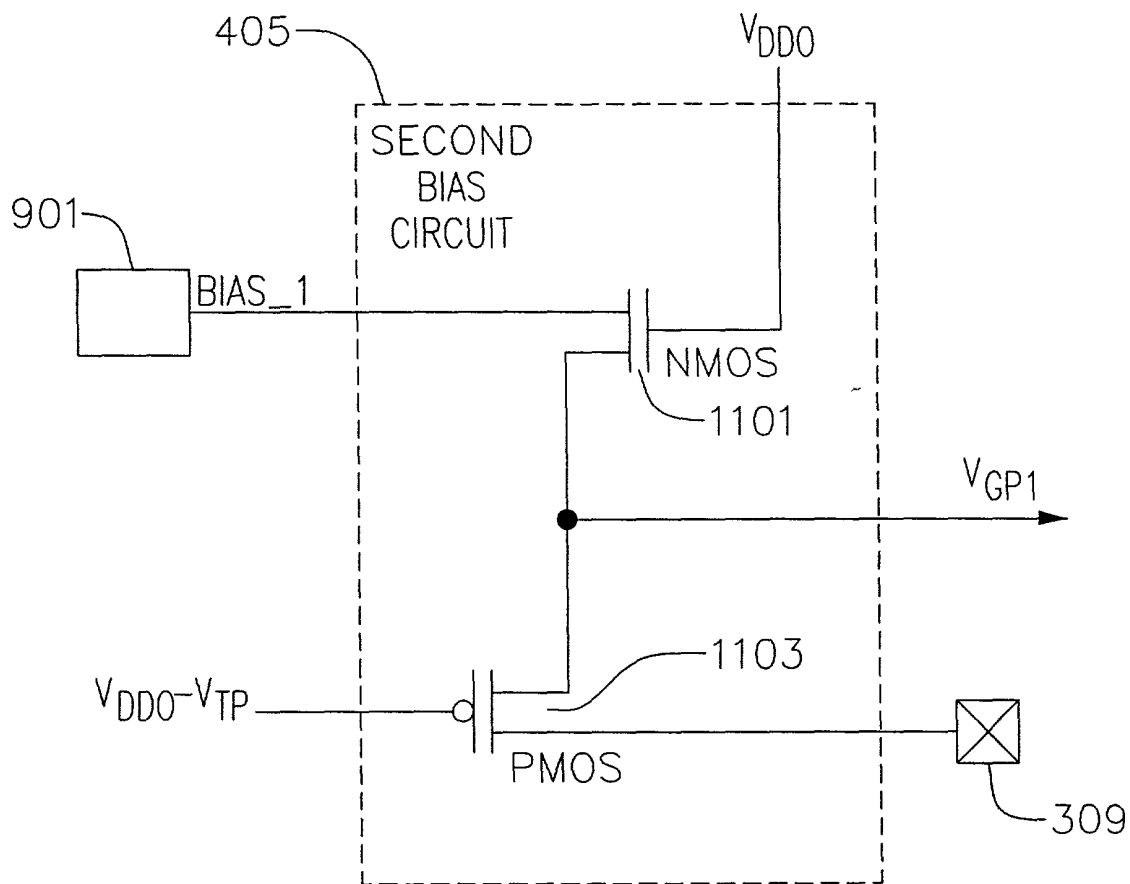 405
V_DDO
SECOND
BIAS
CIRCUIT
901
BIAS_1
NMOS
1101
V_GP1
1103
V_DDO-V_TP
PMOS
309